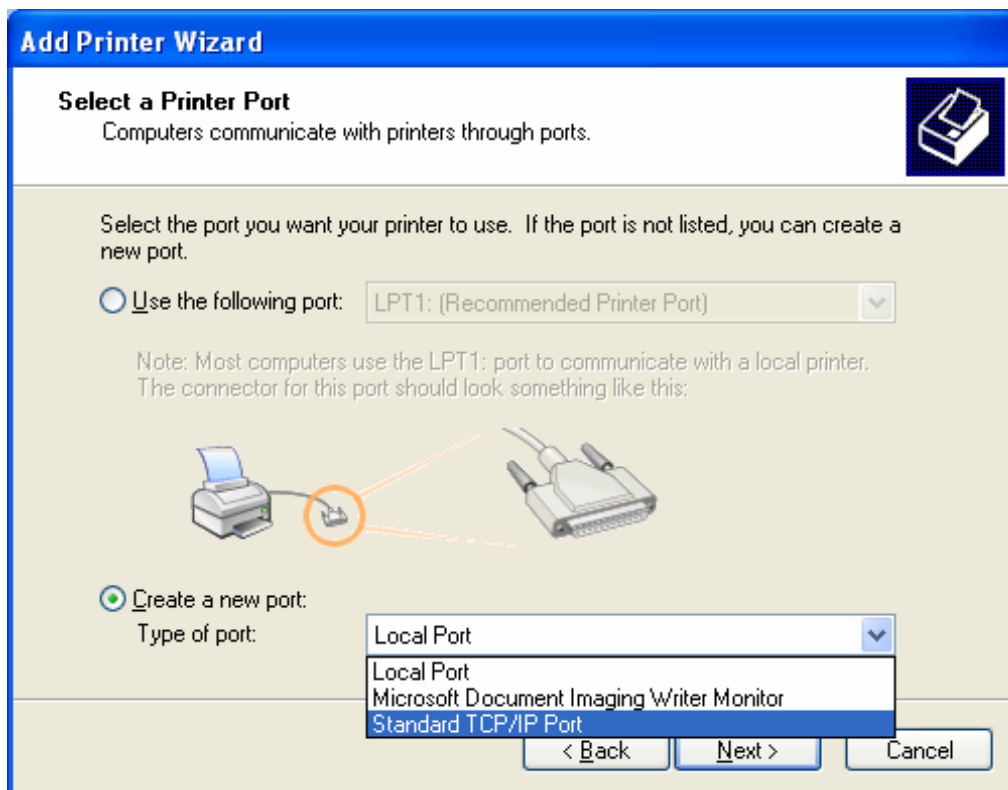 Add Printer Wizard
Select a Printer Port
Computers communicate with printers through ports.
Select the port you want your printer to use.  If the port is not listed, you can create a
new port.
Use the following port:
LPT1: (Recommended Printer Port)
Note: Most computers use the LPT1: port to communicate with a local printer.
The connector for this port should look something like this:
Create a new port:
Type of port:
Local Port
Local Port
Microsoft Document Imaging Writer Monitor
Standard TCP/IP Port
< Back
Next >
Cancel